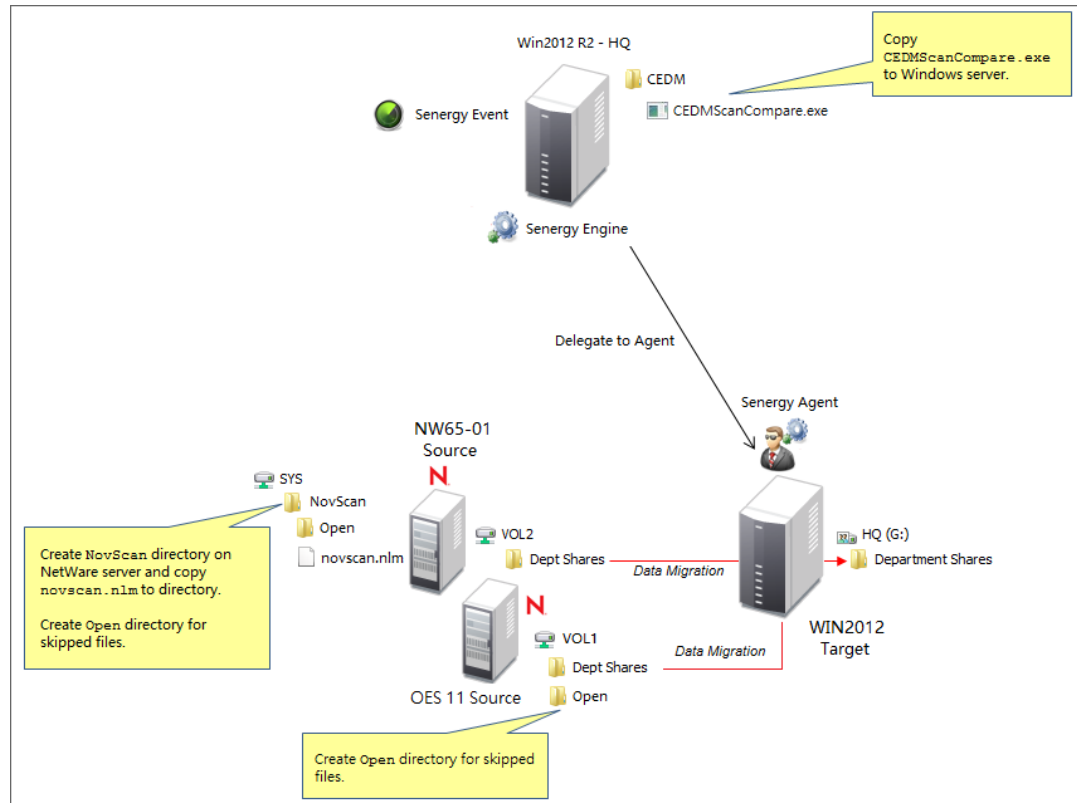 Win2012 R2 - HQ
Copy
CEDMScanCompare.exe
to Windows server.
CEDM
CEDMScanCompare.exe
Senergy Event
Senergy Engine
Delegate to Agent
Senergy Agent
NW65-01
Source
N
SYS
NovScan
Open
novscan.nlm
Create NovScan directory on
NetWare server and copy
novscan.nlm to directory.
Create Open directory for
skipped files.
VOL2
Dept Shares
Data Migration
HQ (G:)
Department Shares
N
VOL1
Dept Shares
Data Migration
Open
OES 11 Source
WIN2012
Target
Create Open directory for skipped
files.